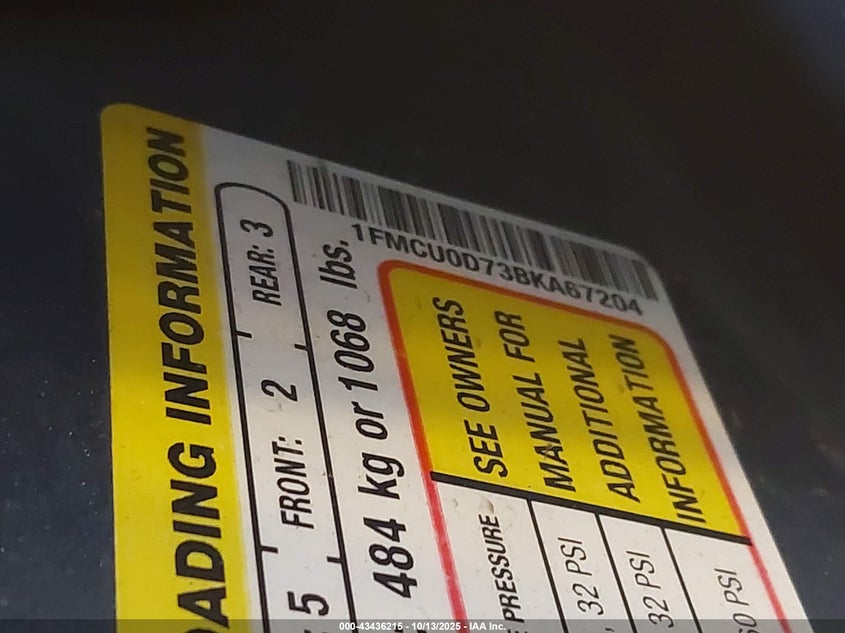 ADING INFORMATION
5 FRONT: 2 REAR: 3
484 kg or 1068 lbs.
1FMCU0D73BKA67204
PRESSURE
SEE OWNERS
32 PSI
MANUAL FOR
32 PSI
ADDITIONAL
PSI
INFORMATION
000-43436215 - 10/13/2025 - IAA Inc.